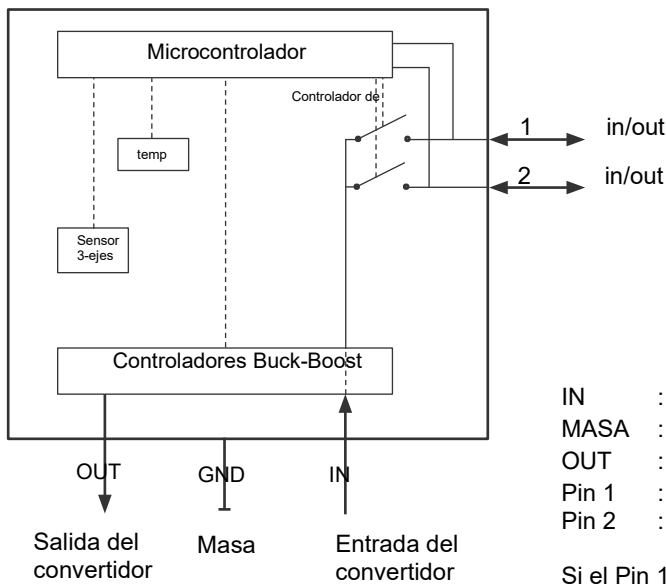 Microcontrolador
Controlador de
1 in/out
temp
2 in/out
Sensor
3-ejes
Controladores Buck-Boost
IN :
MASA :
OUT :
Pin 1 :
Pin 2 :
OUT GND IN
Salida del
convertidor
Masa
Entrada del
convertidor
Si el Pin 1